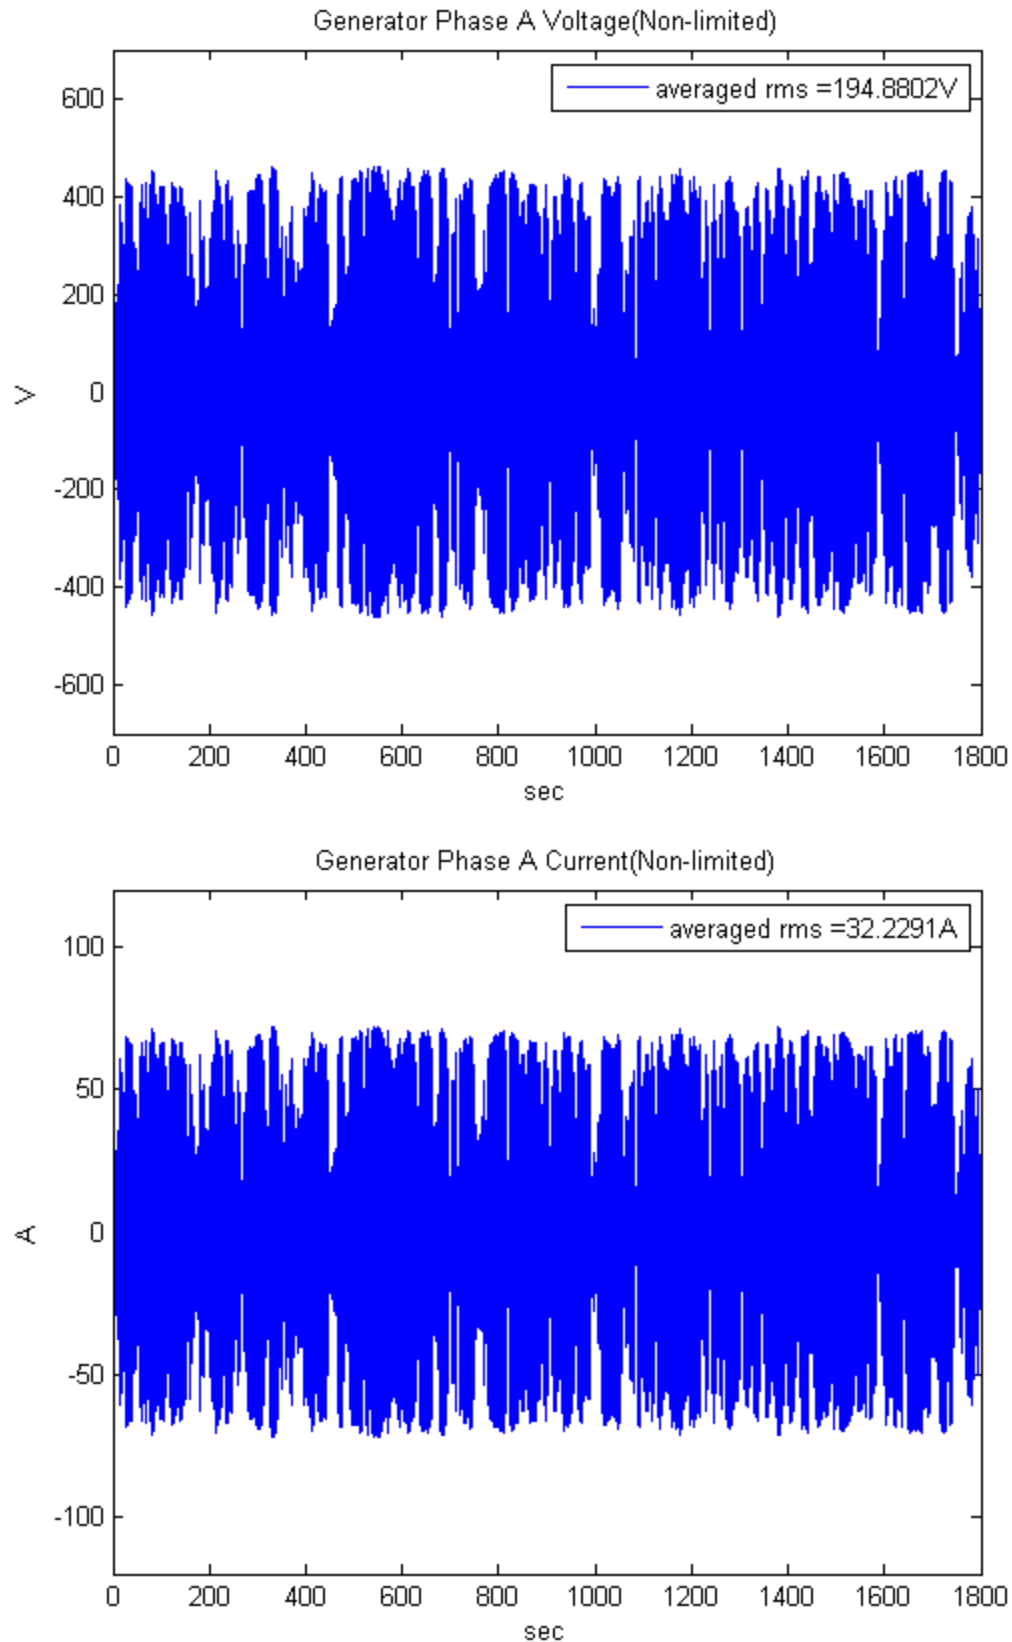 Generator Phase A Voltage(Non-limited)
averaged rms =194.8802V
600
400
200
0
-200
-400
-600
V
0 200 400 600 800 1000 1200 1400 1600 1800
sec
Generator Phase A Current(Non-limited)
averaged rms =32.2291A
100
50
0
-50
-100
A
0 200 400 600 800 1000 1200 1400 1600 1800
sec